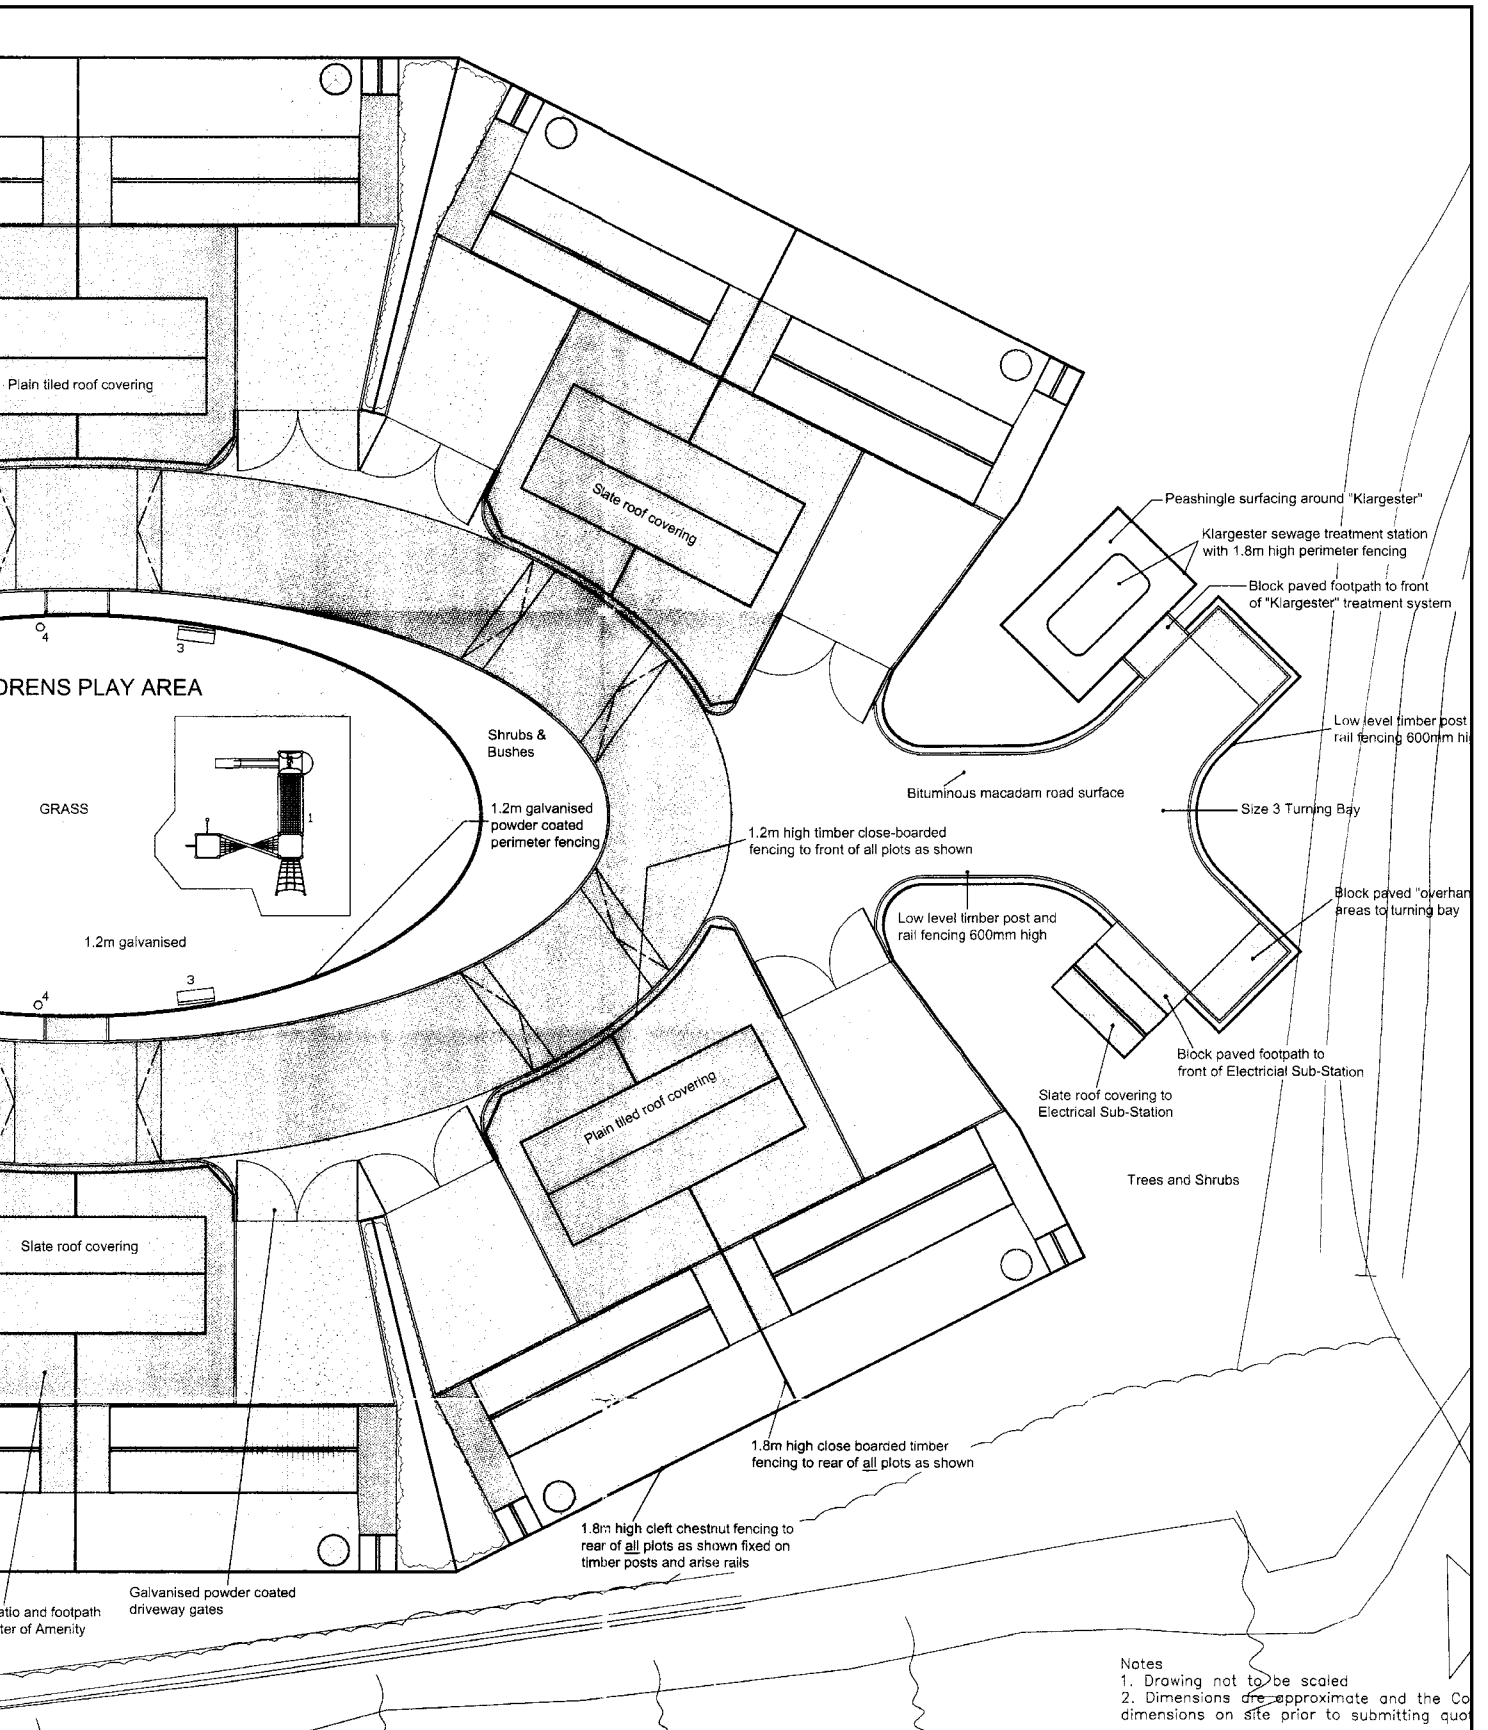 Plain tiled roof covering
Slate roof covering
Peashingle surfacing around "Klargester"
Klargester sewage treatment station
with 1.8m high perimeter fencing
Block paved footpath to front
of "Klargester" treatment system
4
3
DRENS PLAY AREA
Shrubs &
Bushes
Low level timber post
rail fencing 600mm hi
Bituminous macadam road surface
GRASS
1
1.2m galvanised
powder coated
perimeter fencing
Size 3 Turning Bay
1.2m high timber close-boarded
fencing to front of all plots as shown
Block paved "overhan
areas to turning bay
Low level timber post and
rail fencing 600mm high
1.2m galvanised
3
4
Block paved footpath to
front of Electricial Sub-Station
Slate roof covering to
Electrical Sub-Station
Plain tiled roof covering
Trees and Shrubs
Slate roof covering
1.8m high close boarded timber
fencing to rear of all plots as shown
1.8m high cleft chestnut fencing to
rear of all plots as shown fixed on
timber posts and arise rails
Galvanised powder coated
driveway gates
atio and footpath
ter of Amenity
Notes
1. Drawing not to be scaled
2. Dimensions are approximate and the Co
dimensions on site prior to submitting quot